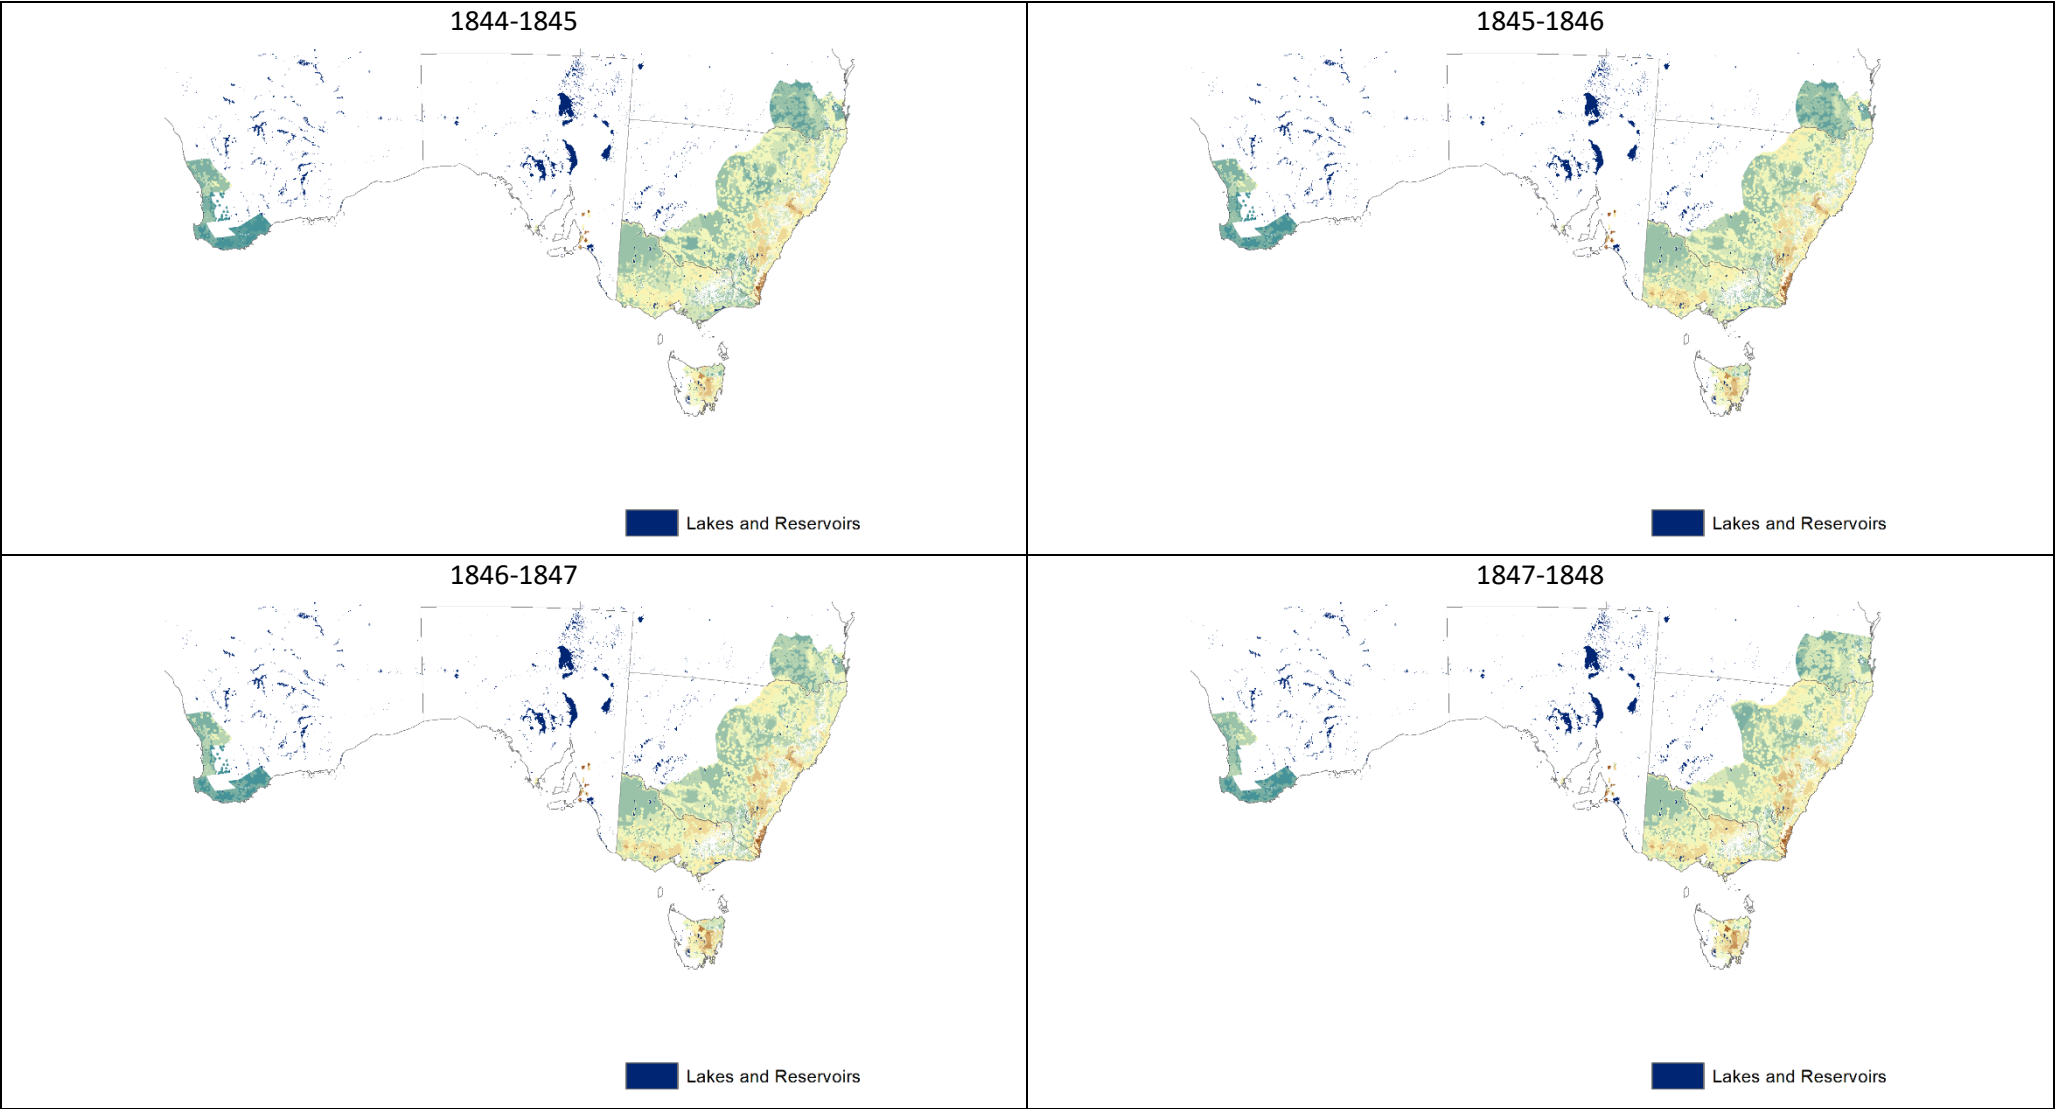 1844-1845
1845-1846
Lakes and Reservoirs
Lakes and Reservoirs
1846-1847
1847-1848
Lakes and Reservoirs
Lakes and Reservoirs